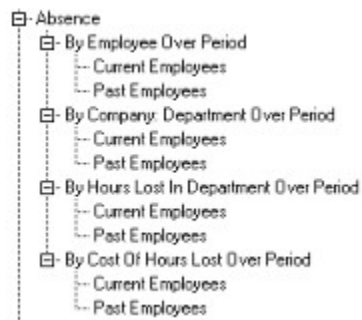 Absence
By Employee Over Period
Current Employees
Past Employees
By Company: Department Over Period
Current Employees
Past Employees
By Hours Lost In Department Over Period
Current Employees
Past Employees
By Cost Of Hours Lost Over Period
Current Employees
Past Employees